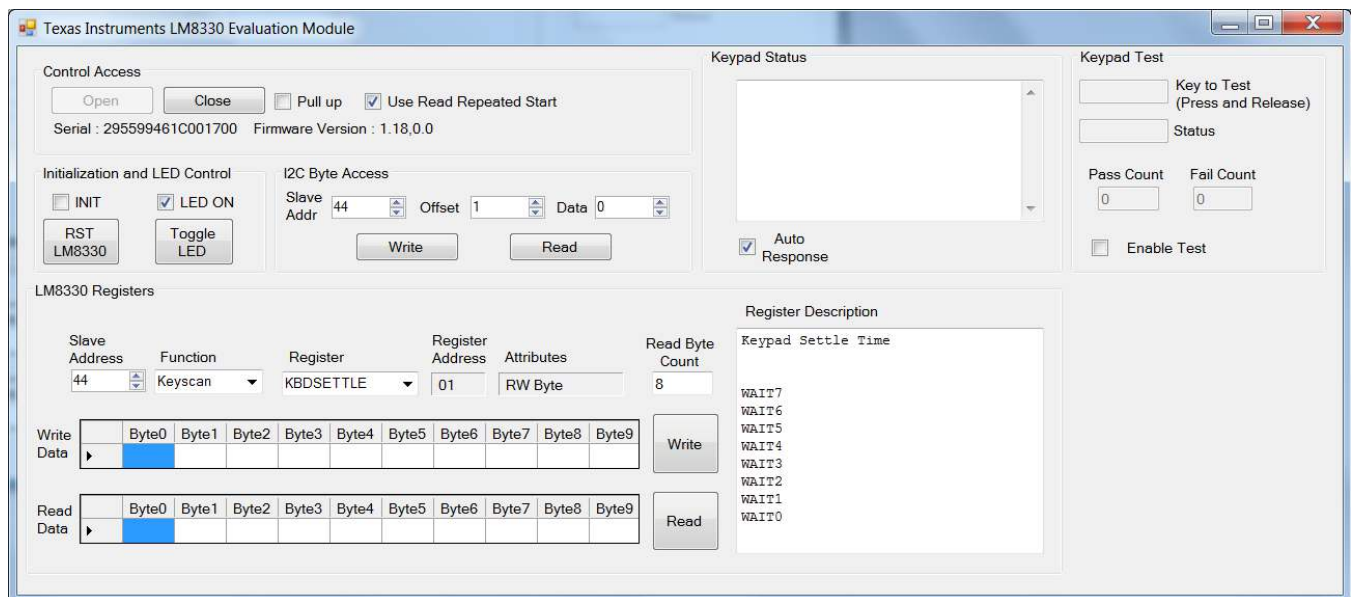 Texas Instruments LM8330 Evaluation Module
Control Access
Open
Close
Pull up
Use Read Repeated Start
Serial : 295599461C001700 Firmware Version : 1.18,0.0
Initialization and LED Control
INIT
LED ON
RST
LM8330
Toggle
LED
I2C Byte Access
Slave
Addr
44
Offset
1
Data
0
Write
Read
Keypad Status
Auto
Response
Keypad Test
Key to Test
(Press and Release)
Status
Pass Count
Fail Count
0
0
Enable Test
LM8330 Registers
Slave
Address
Function
Register
Register
Address
Attributes
Read Byte
Count
44
Keyscan
KBDSETTLE
01
RW Byte
8
Write
Data
Byte0 Byte1 Byte2 Byte3 Byte4 Byte5 Byte6 Byte7 Byte8 Byte9
Write
Read
Data
Byte0 Byte1 Byte2 Byte3 Byte4 Byte5 Byte6 Byte7 Byte8 Byte9
Read
Register Description
Keypad Settle Time
WAIT7
WAIT6
WAIT5
WAIT4
WAIT3
WAIT2
WAIT1
WAIT0